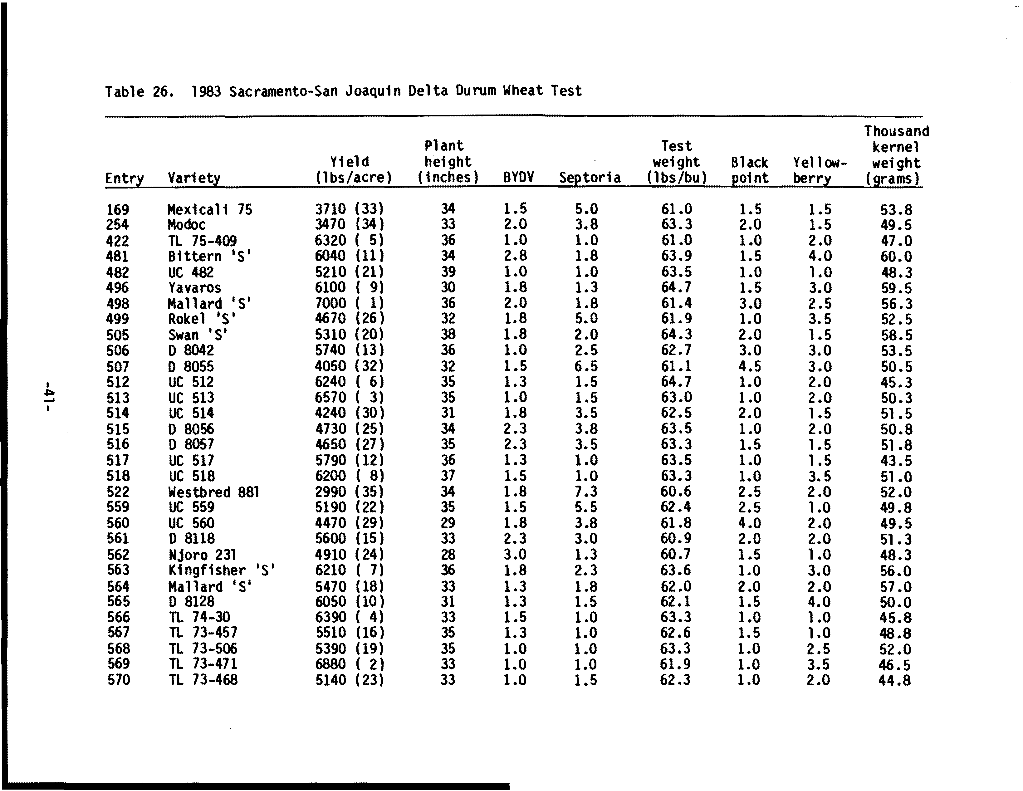 Table 26. 1983 Sacramento-San Joaquin Delta Durum Wheat Test
Thousand
Plant Test kernel
Yield height weight Black Yellow- weight
Entry Variety (lbs/acre) (inches) BYDV Septoria (lbs/bu) point berry (grams)
169 Mexicali 75 3710 (33) 34 1.5 5.0 61.0 1.5 1.5 53.8
254 Modoc 3470 (34) 33 2.0 3.8 63.3 2.0 1.5 49.5
422 TL 75-409 6320 ( 5) 36 1.0 1.0 61.0 1.0 2.0 47.0
481 Bittern 'S' 6040 (11) 34 2.8 1.8 63.9 1.5 4.0 60.0
482 UC 482 5210 (21) 39 1.0 1.0 63.5 1.0 1.0 48.3
496 Yavaros 6100 ( 9) 30 1.8 1.3 64.7 1.5 3.0 59.5
498 Mallard 'S' 7000 ( 1) 36 2.0 1.8 61.4 3.0 2.5 56.3
499 Rokel 'S' 4670 (26) 32 1.8 5.0 61.9 1.0 3.5 52.5
505 Swan 'S' 5310 (20) 38 1.8 2.0 64.3 2.0 1.5 58.5
506 D 8042 5740 (13) 36 1.0 2.5 62.7 3.0 3.0 53.5
507 D 8055 4050 (32) 32 1.5 6.5 61.1 4.5 3.0 50.5
512 UC 512 6240 ( 6) 35 1.3 1.5 64.7 1.0 2.0 45.3
513 UC 513 6570 ( 3) 35 1.0 1.5 63.0 1.0 2.0 50.3
514 UC 514 4240 (30) 31 1.8 3.5 62.5 2.0 1.5 51.5
515 D 8056 4730 (25) 34 2.3 3.8 63.5 1.0 2.0 50.8
516 D 8057 4650 (27) 35 2.3 3.5 63.3 1.5 1.5 51.8
517 UC 517 5790 (12) 36 1.3 1.0 63.5 1.0 1.5 43.5
518 UC 518 6200 ( 8) 37 1.5 1.0 63.3 1.0 3.5 51.0
522 Westbred 881 2990 (35) 34 1.8 7.3 60.6 2.5 2.0 52.0
559 UC 559 5190 (22) 35 1.5 5.5 62.4 2.5 1.0 49.8
560 UC 560 4470 (29) 29 1.8 3.8 61.8 4.0 2.0 49.5
561 D 8118 5600 (15) 33 2.3 3.0 60.9 2.0 2.0 51.3
562 Njoro 231 4910 (24) 28 3.0 1.3 60.7 1.5 1.0 48.3
563 Kingfisher 'S' 6210 ( 7) 36 1.8 2.3 63.6 1.0 3.0 56.0
564 Mallard 'S' 5470 (18) 33 1.3 1.8 62.0 2.0 2.0 57.0
565 D 8128 6050 (10) 31 1.3 1.5 62.1 1.5 4.0 50.0
566 TL 74-30 6390 ( 4) 33 1.5 1.0 63.3 1.0 1.0 45.8
567 TL 73-457 5510 (16) 35 1.3 1.0 62.6 1.5 1.0 48.8
568 TL 73-506 5390 (19) 35 1.0 1.0 63.3 1.0 2.5 52.0
569 TL 73-471 6880 ( 2) 33 1.0 1.0 61.9 1.0 3.5 46.5
570 TL 73-468 5140 (23) 33 1.0 1.5 62.3 1.0 2.0 44.8
-41-